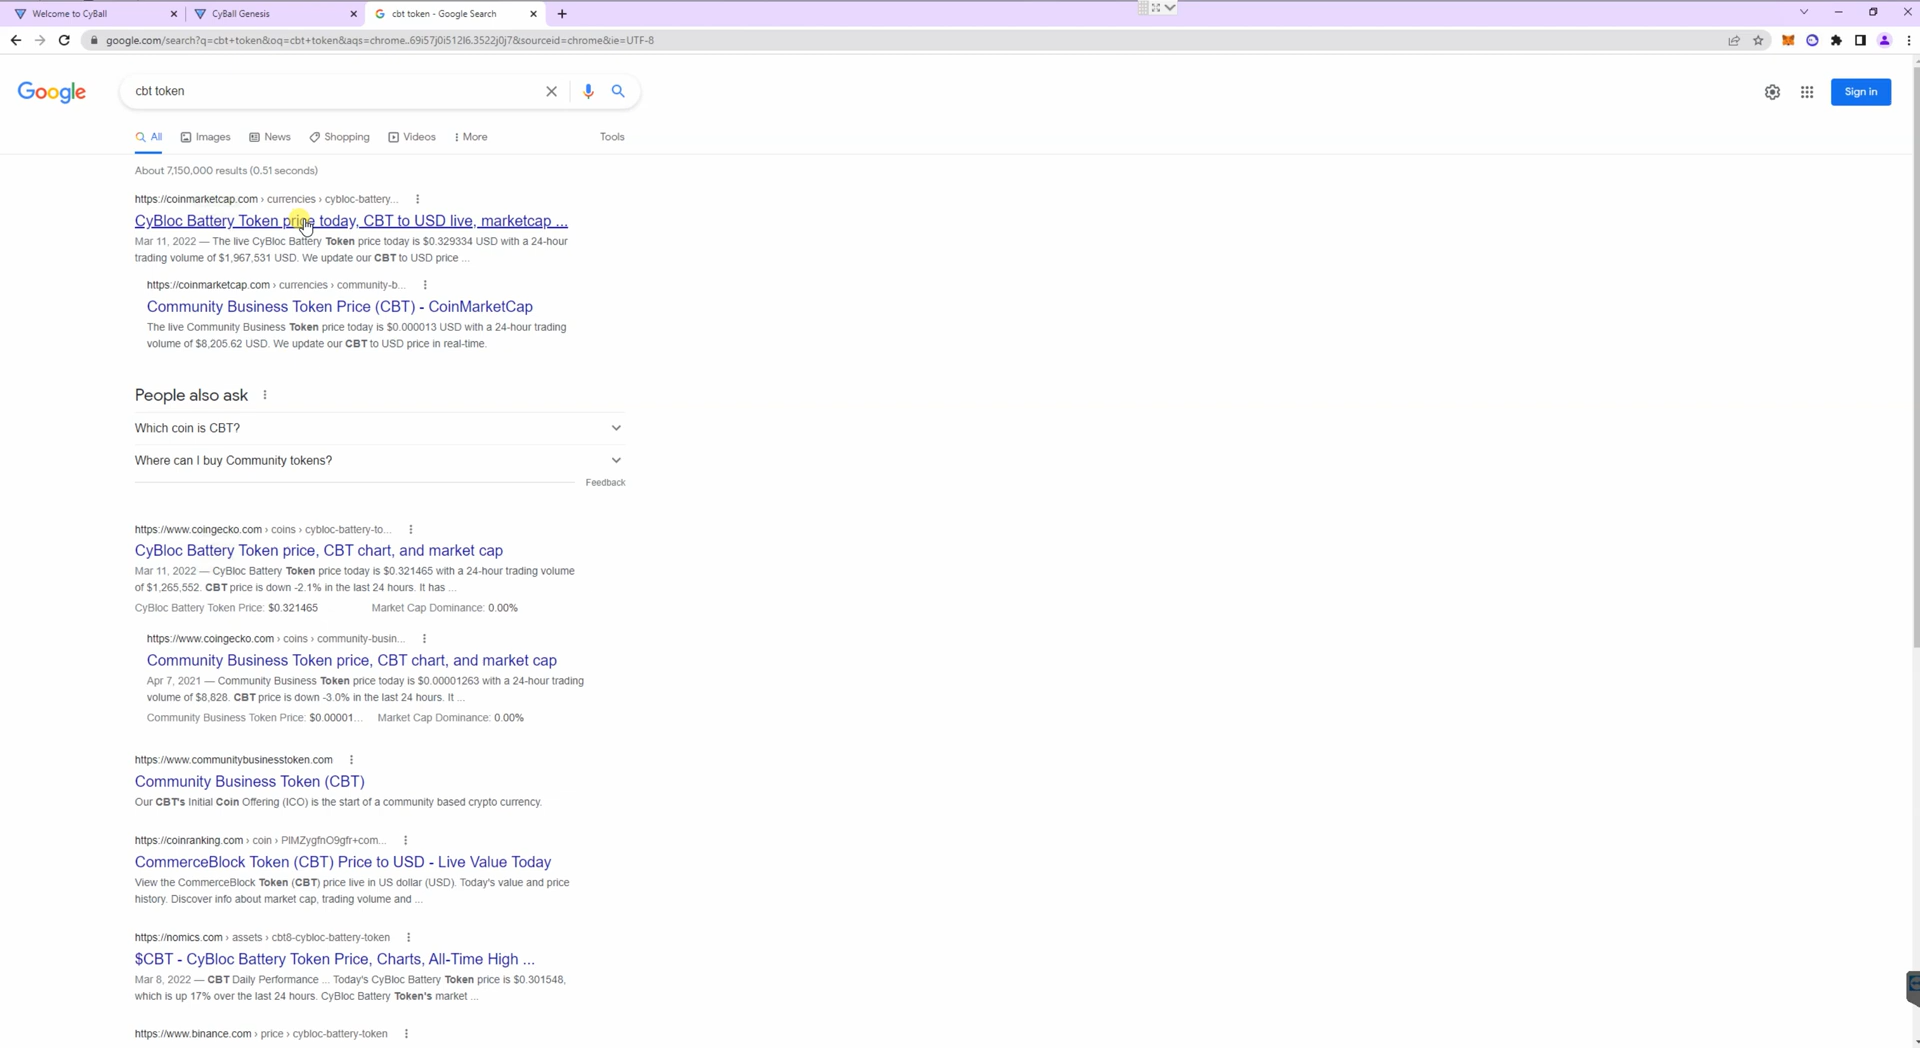 Welcome to CyBall
CyBall Genesis
cbt token - Google Search
google.com/search?q=cbt+token&oq=cbt+token&aqs=chrome..69i57j0i512l6.3522j0j7&sourceid=chrome&ie=UTF-8
Google
cbt token
Sign in
All
Images
News
Shopping
Videos
More
Tools
About 7,150,000 results (0.51 seconds)
https://coinmarketcap.com › currencies › cybloc-battery...
CyBloc Battery Token price today, CBT to USD live, marketcap ...
Mar 11, 2022 — The live CyBloc Battery Token price today is $0.329334 USD with a 24-hour
trading volume of $1,967,531 USD. We update our CBT to USD price ...
https://coinmarketcap.com › currencies › community-b...
Community Business Token Price (CBT) - CoinMarketCap
The live Community Business Token price today is $0.000013 USD with a 24-hour trading
volume of $8,205.62 USD. We update our CBT to USD price in real-time.
People also ask
Which coin is CBT?
Where can I buy Community tokens?
Feedback
https://www.coingecko.com › coins › cybloc-battery-to...
CyBloc Battery Token price, CBT chart, and market cap
Mar 11, 2022 — CyBloc Battery Token price today is $0.321465 with a 24-hour trading volume
of $1,265,552. CBT price is down -2.1% in the last 24 hours. It has ...
CyBloc Battery Token Price: $0.321465 Market Cap Dominance: 0.00%
https://www.coingecko.com › coins › community-busin...
Community Business Token price, CBT chart, and market cap
Apr 7, 2021 — Community Business Token price today is $0.00001263 with a 24-hour trading
volume of $8,828. CBT price is down -3.0% in the last 24 hours. It ...
Community Business Token Price: $0.00001... Market Cap Dominance: 0.00%
https://www.communitybusinesstoken.com
Community Business Token (CBT)
Our CBT's Initial Coin Offering (ICO) is the start of a community based crypto currency.
https://coinranking.com › coin › PlMZygfnO9gfr+com...
CommerceBlock Token (CBT) Price to USD - Live Value Today
View the CommerceBlock Token (CBT) price live in US dollar (USD). Today's value and price
history. Discover info about market cap, trading volume and ...
https://nomics.com › assets › cbt8-cybloc-battery-token
$CBT - CyBloc Battery Token Price, Charts, All-Time High ...
Mar 8, 2022 — CBT Daily Performance ... Today's CyBloc Battery Token price is $0.301548,
which is up 17% over the last 24 hours. CyBloc Battery Token's market ...
https://www.binance.com › price › cybloc-battery-token